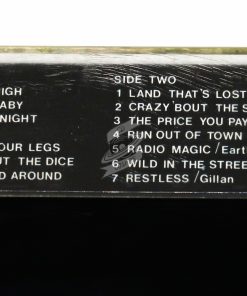 SIDE TWO
IGH 1 LAND THAT'S LOST
ABY 2 CRAZY 'BOUT THE S
NIGHT 3 THE PRICE YOU PAY
4 RUN OUT OF TOWN
OUR LEGS 5 RADIO MAGIC/Eart
UT THE DICE 6 WILD IN THE STREE
D AROUND 7 RESTLESS/Gillan